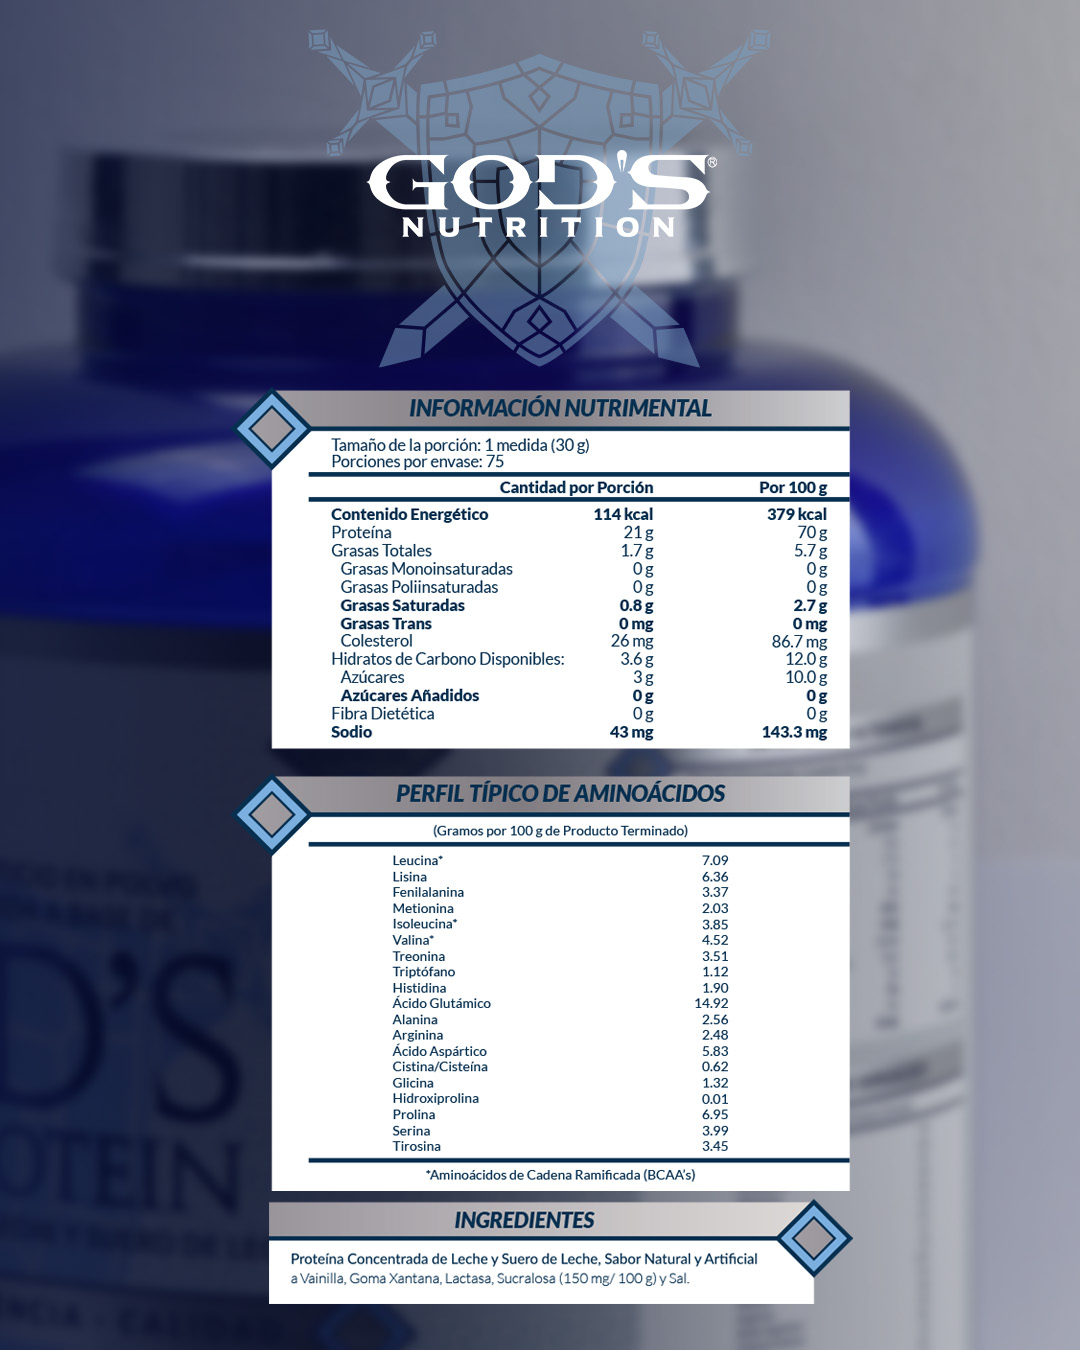 GOD'S®
NUTRITION
INFORMACIÓN NUTRIMENTAL
Tamaño de la porción: 1 medida (30 g)
Porciones por envase: 75
Cantidad por Porción Por 100 g
Contenido Energético 114 kcal 379 kcal
Proteína 21 g 70 g
Grasas Totales 1.7 g 5.7 g
Grasas Monoinsaturadas 0 g 0 g
Grasas Poliinsaturadas 0 g 0 g
Grasas Saturadas 0.8 g 2.7 g
Grasas Trans 0 mg 0 mg
Colesterol 26 mg 86.7 mg
Hidratos de Carbono Disponibles: 3.6 g 12.0 g
Azúcares 3 g 10.0 g
Azúcares Añadidos 0 g 0 g
Fibra Dietética 0 g 0 g
Sodio 43 mg 143.3 mg
PERFIL TÍPICO DE AMINOÁCIDOS
(Gramos por 100 g de Producto Terminado)
Leucina* 7.09
Lisina 6.36
Fenilalanina 3.37
Metionina 2.03
Isoleucina* 3.85
Valina* 4.52
Treonina 3.51
Triptófano 1.12
Histidina 1.90
Ácido Glutámico 14.92
Alanina 2.56
Arginina 2.48
Ácido Aspártico 5.83
Cistina/Cisteína 0.62
Glicina 1.32
Hidroxiprolina 0.01
Prolina 6.95
Serina 3.99
Tirosina 3.45
*Aminoácidos de Cadena Ramificada (BCAA's)
INGREDIENTES
Proteína Concentrada de Leche y Suero de Leche, Sabor Natural y Artificial
a Vainilla, Goma Xantana, Lactasa, Sucralosa (150 mg/ 100 g) y Sal.
D'S
OTEIN